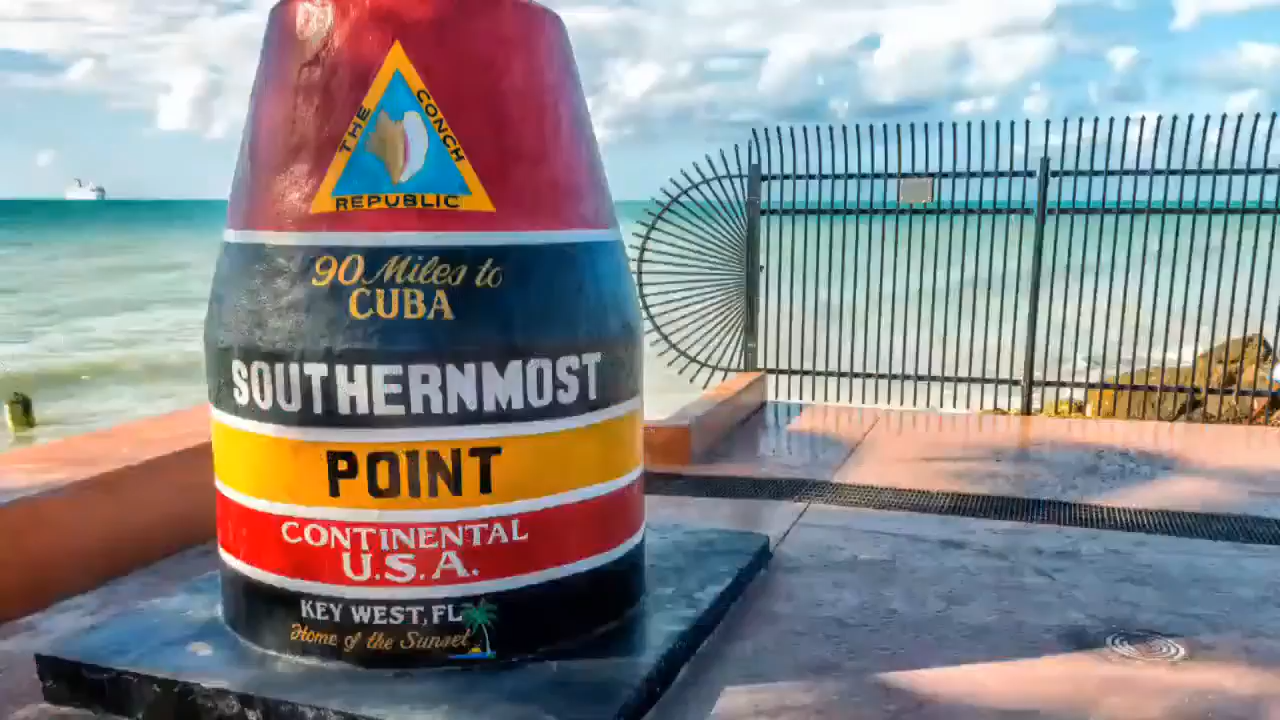 THE CONCH
REPUBLIC
90 Miles to
CUBA
SOUTHERNMOST
POINT
CONTINENTAL
U.S.A.
KEY WEST, FL
Home of the Sunset